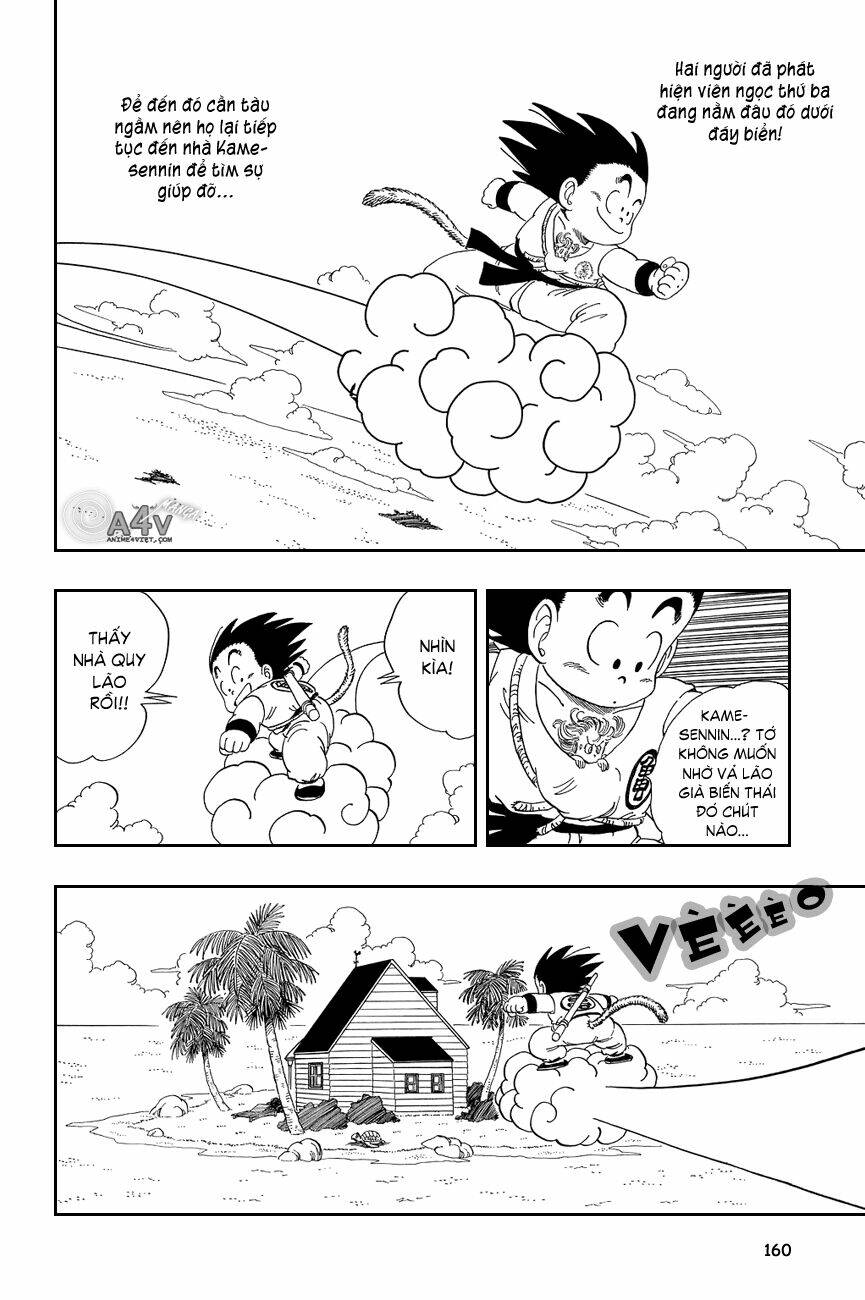 Hai người đã phát
hiện viên ngọc thứ ba
đang nằm đâu đó dưới
đáy biển!
Để đến đó cần tàu
ngầm nên họ lại tiếp
tục đến nhà Kame-
sennin để tìm sự
giúp đỡ...
Manga
A4V
ANIME4VIET.COM
KAME-
SENNIN...? TỚ
KHÔNG MUỐN
NHỜ VẢ LÃO
GIÀ BIẾN THÁI
ĐÓ CHÚT
NÀO...
NHÌN
KÌA!
THẤY
NHÀ QUY
LÃO
RỒI!!
VÈÈÈO
160